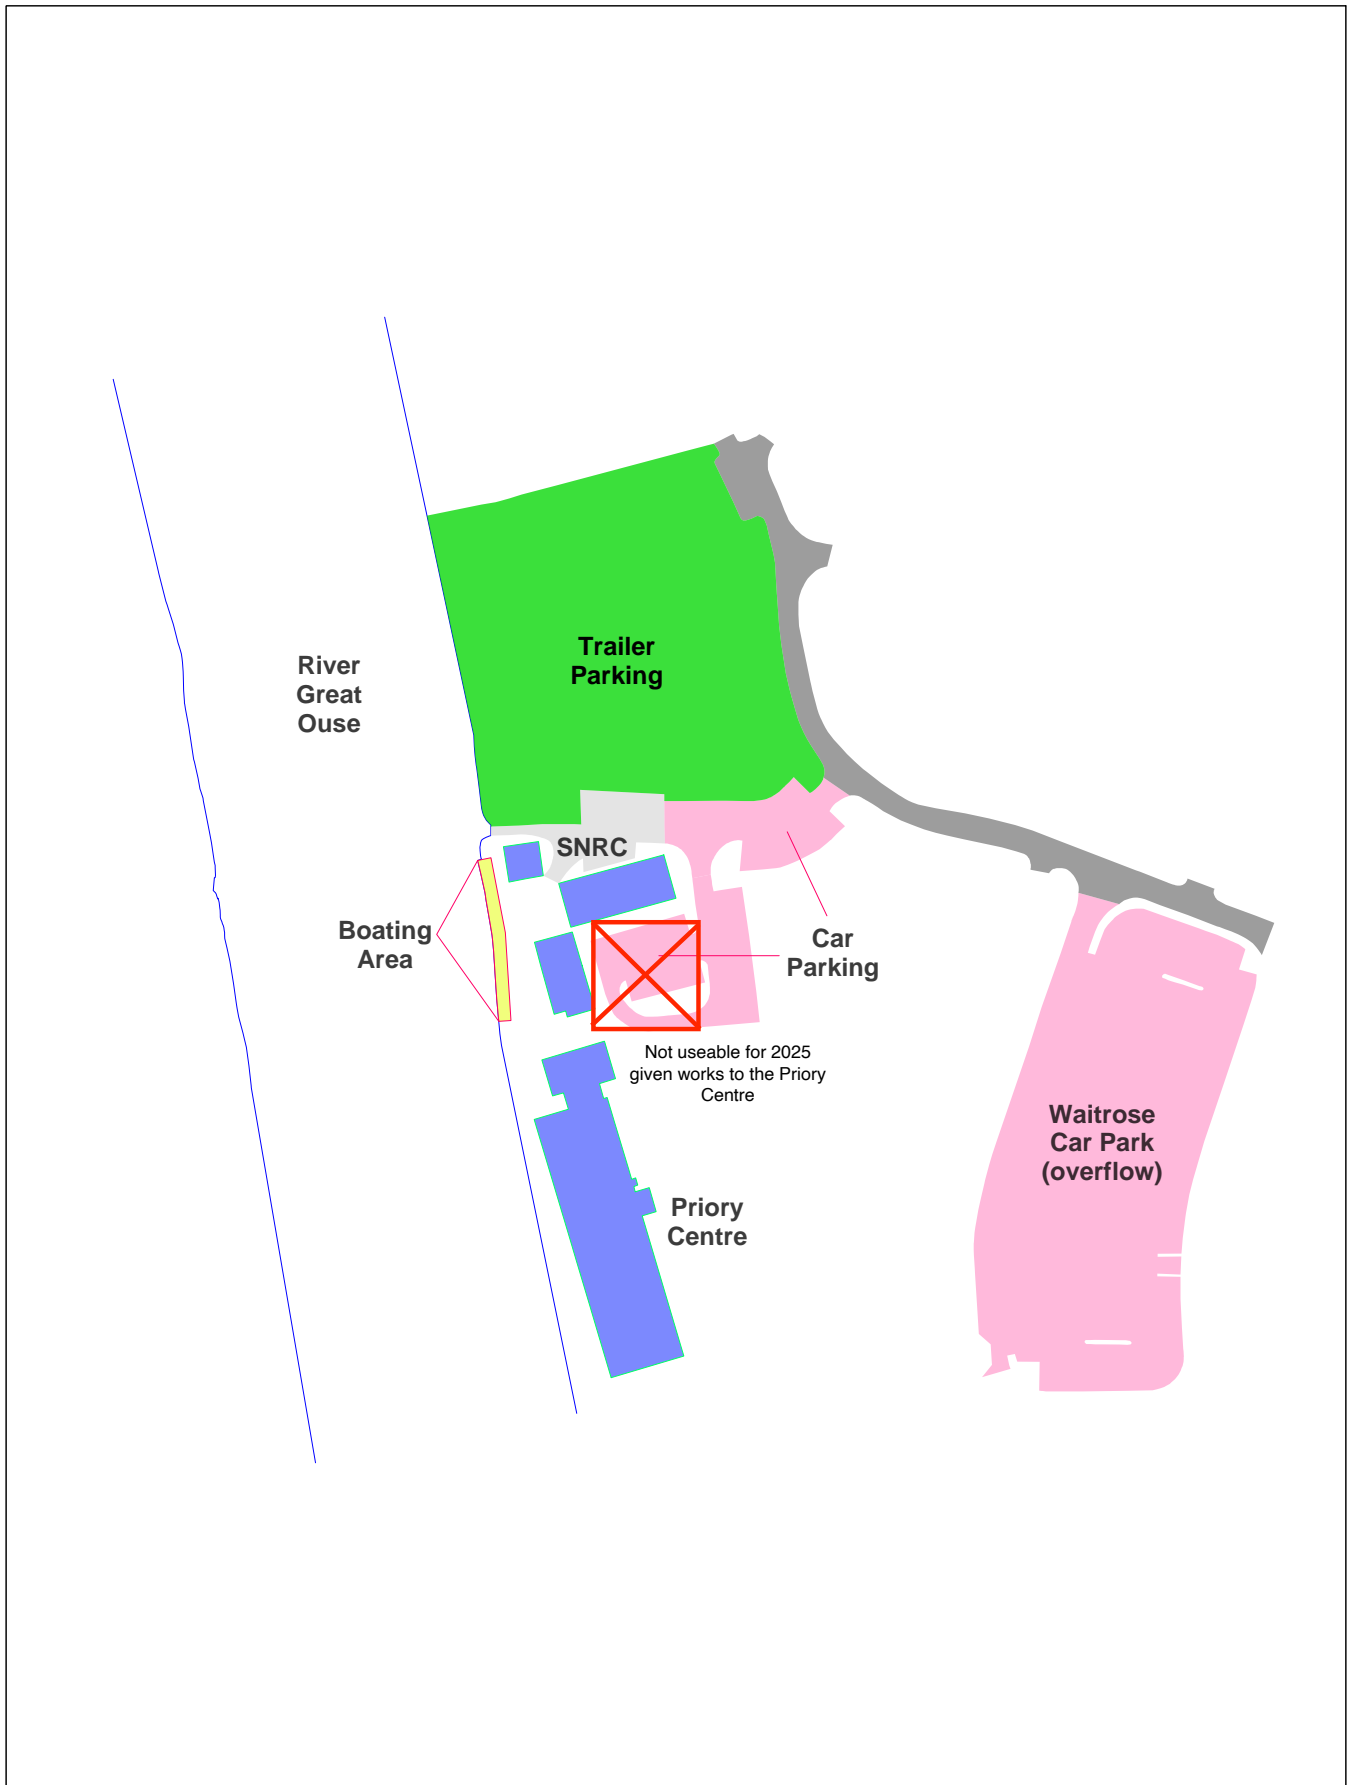 Trailer
Parking
River
Great
Ouse
SNRC
Boating
Area
Car
Parking
Not useable for 2025
given works to the Priory
Centre
Waitrose
Car Park
(overflow)
Priory
Centre